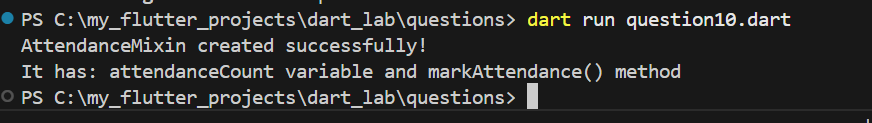 PS C:\my_flutter_projects\dart_lab\questions> dart run question10.dart
AttendanceMixin created successfully!
It has: attendanceCount variable and markAttendance() method
PS C:\my_flutter_projects\dart_lab\questions>